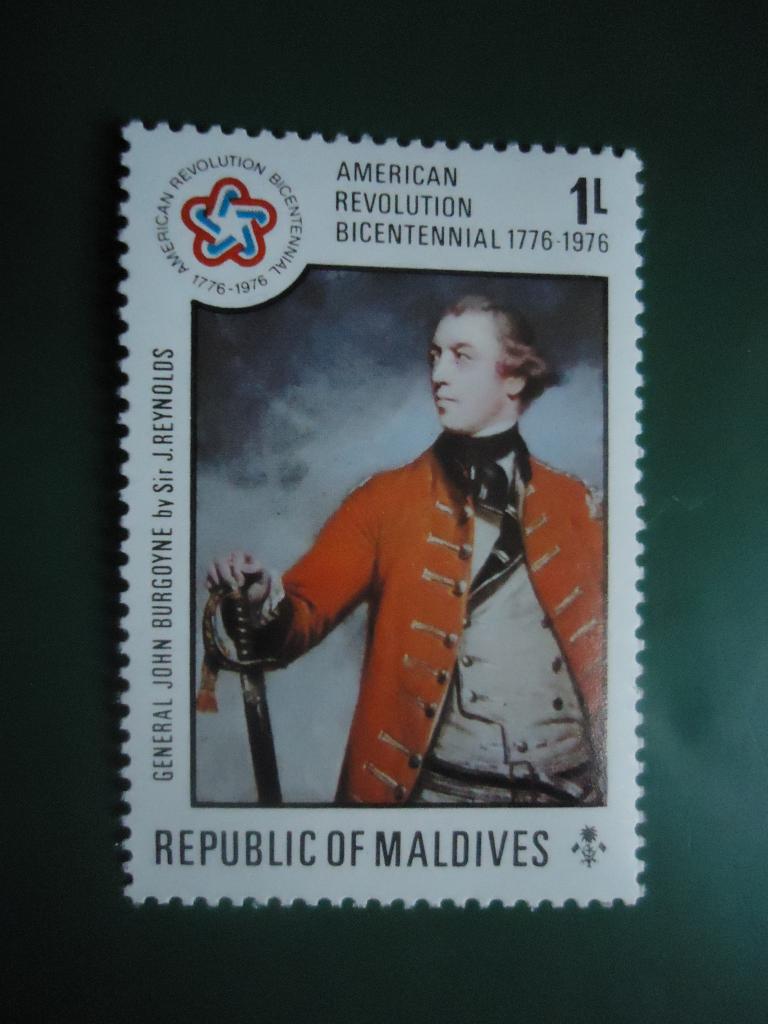 AMERICAN REVOLUTION BICENTENNIAL
1776-1976
AMERICAN
REVOLUTION
BICENTENNIAL 1776-1976
1L
GENERAL JOHN BURGOYNE by Sir J.REYNOLDS
REPUBLIC OF MALDIVES